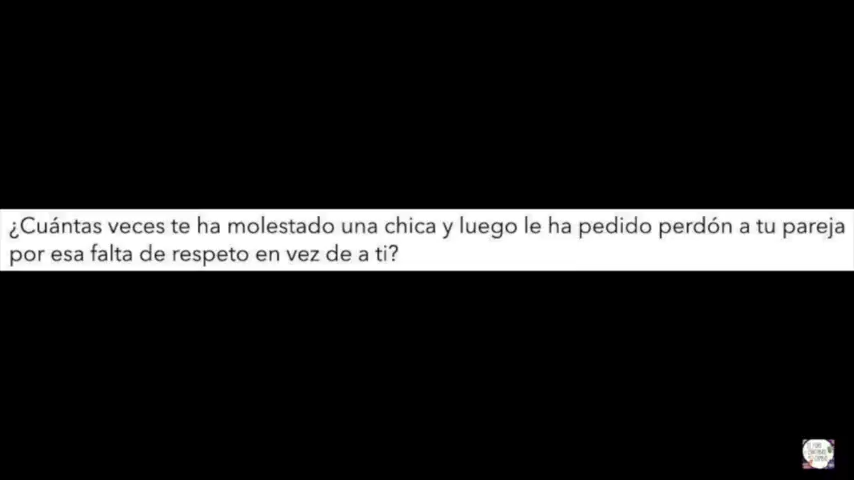 ¿Cuántas veces te ha molestado una chica y luego le ha pedido perdón a tu pareja
por esa falta de respeto en vez de a ti?